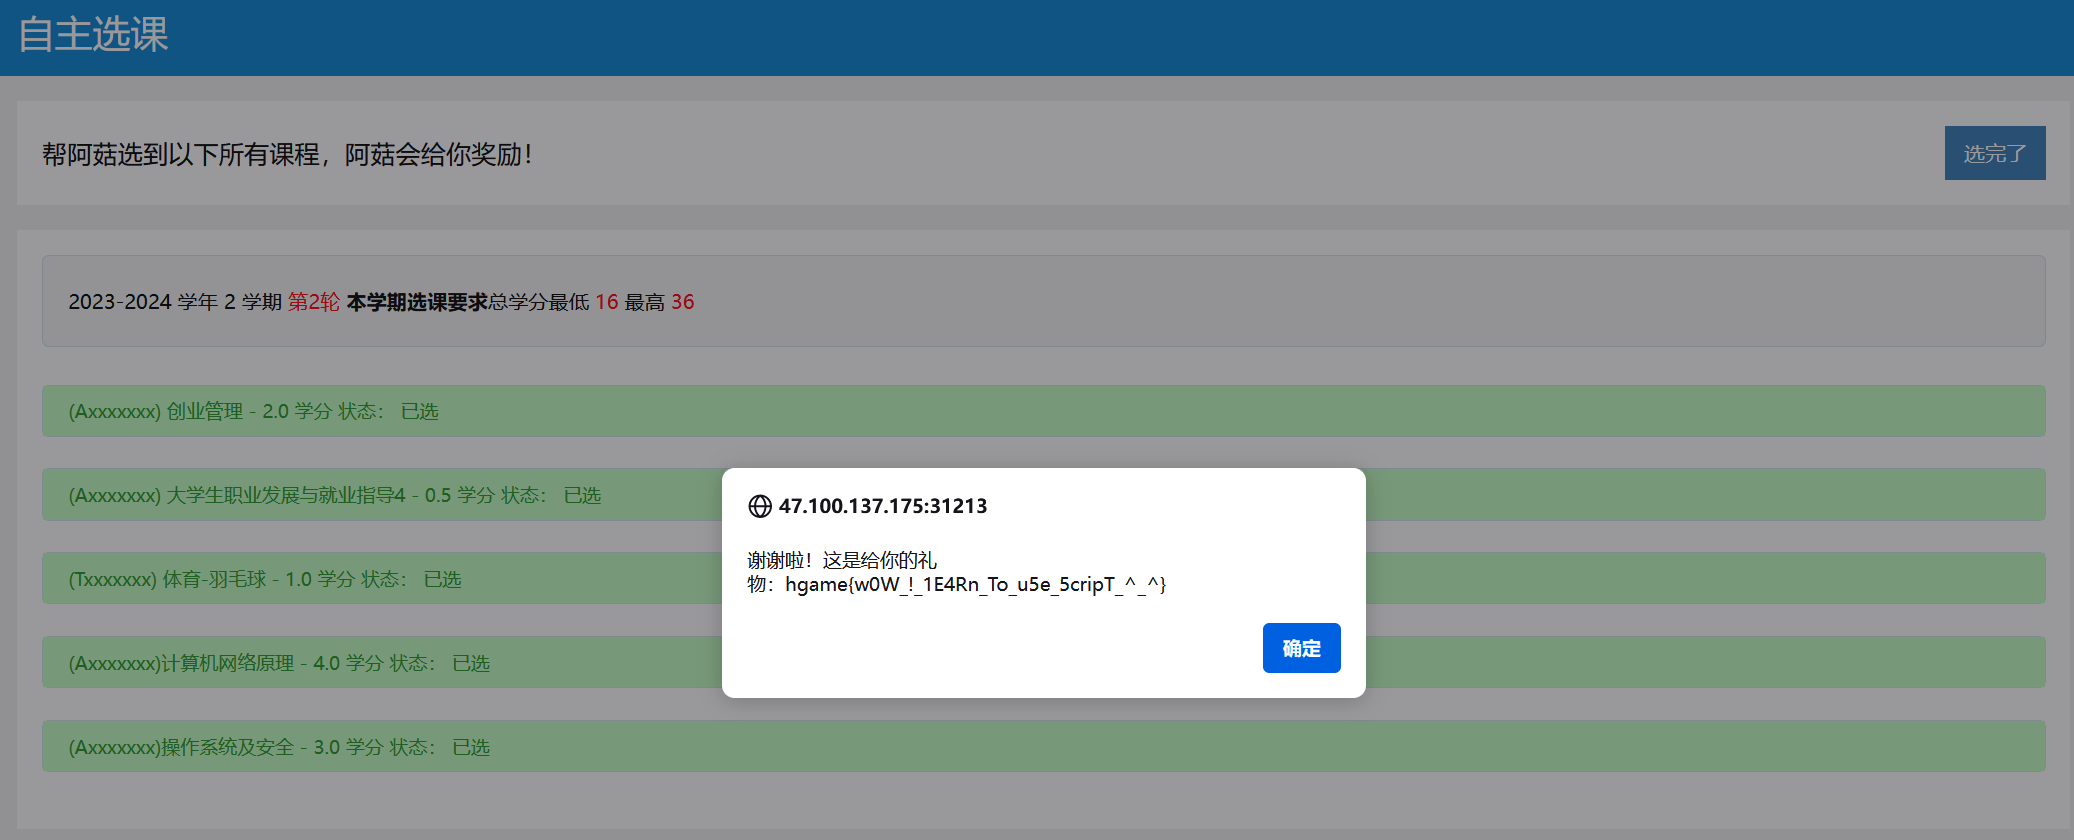 自主选课
帮阿菇选到以下所有课程，阿菇会给你奖励！
选完了
2023-2024 学年 2 学期 第2轮 本学期选课要求总学分最低 16 最高 36
(Axxxxxxx) 创业管理 - 2.0 学分 状态： 已选
(Axxxxxxx) 大学生职业发展与就业指导4 - 0.5 学分 状态： 已选
(Txxxxxxx) 体育-羽毛球 - 1.0 学分 状态： 已选
(Axxxxxxx)计算机网络原理 - 4.0 学分 状态： 已选
(Axxxxxxx)操作系统及安全 - 3.0 学分 状态： 已选
47.100.137.175:31213
谢谢啦！这是给你的礼
物：hgame{w0W_!_1E4Rn_To_u5e_5cripT_^_^}
确定